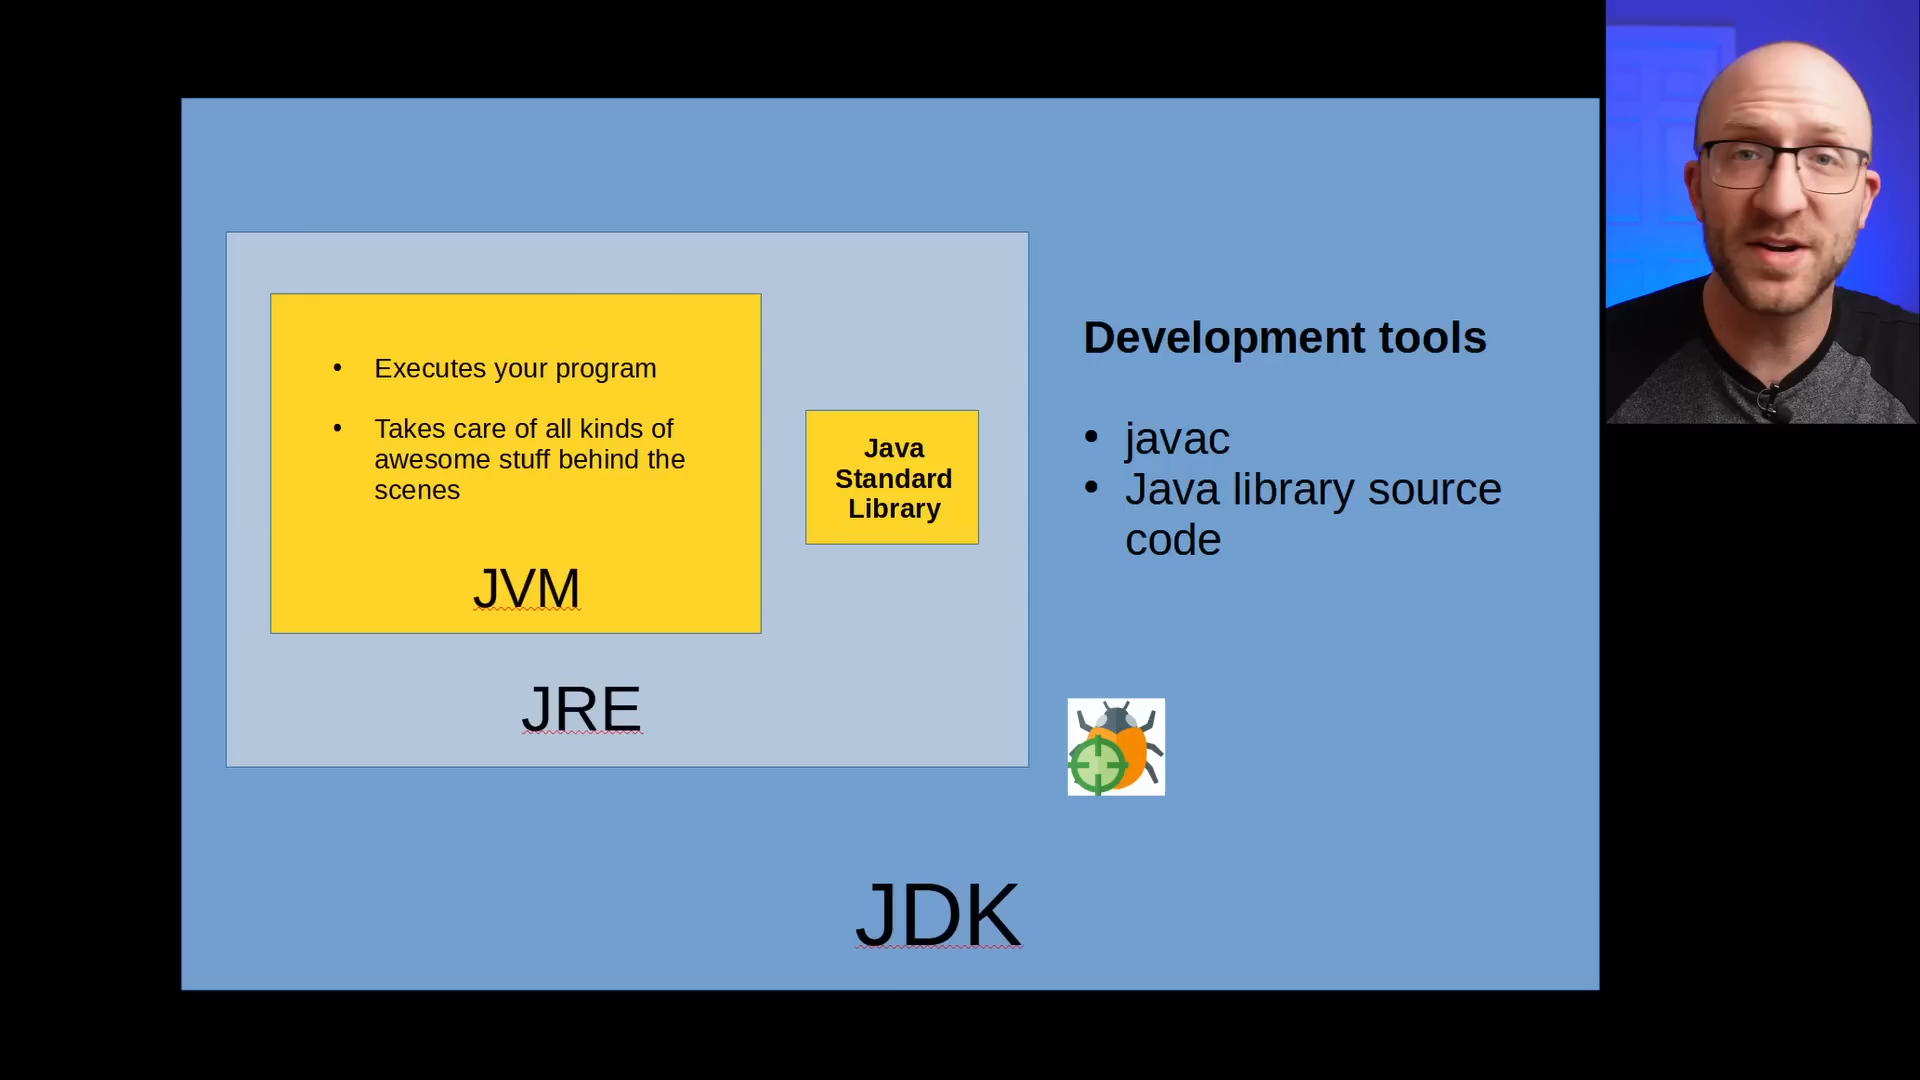 • Executes your program
• Takes care of all kinds of
awesome stuff behind the
scenes
JVM
Java
Standard
Library
JRE
Development tools
• javac
• Java library source
code
JDK